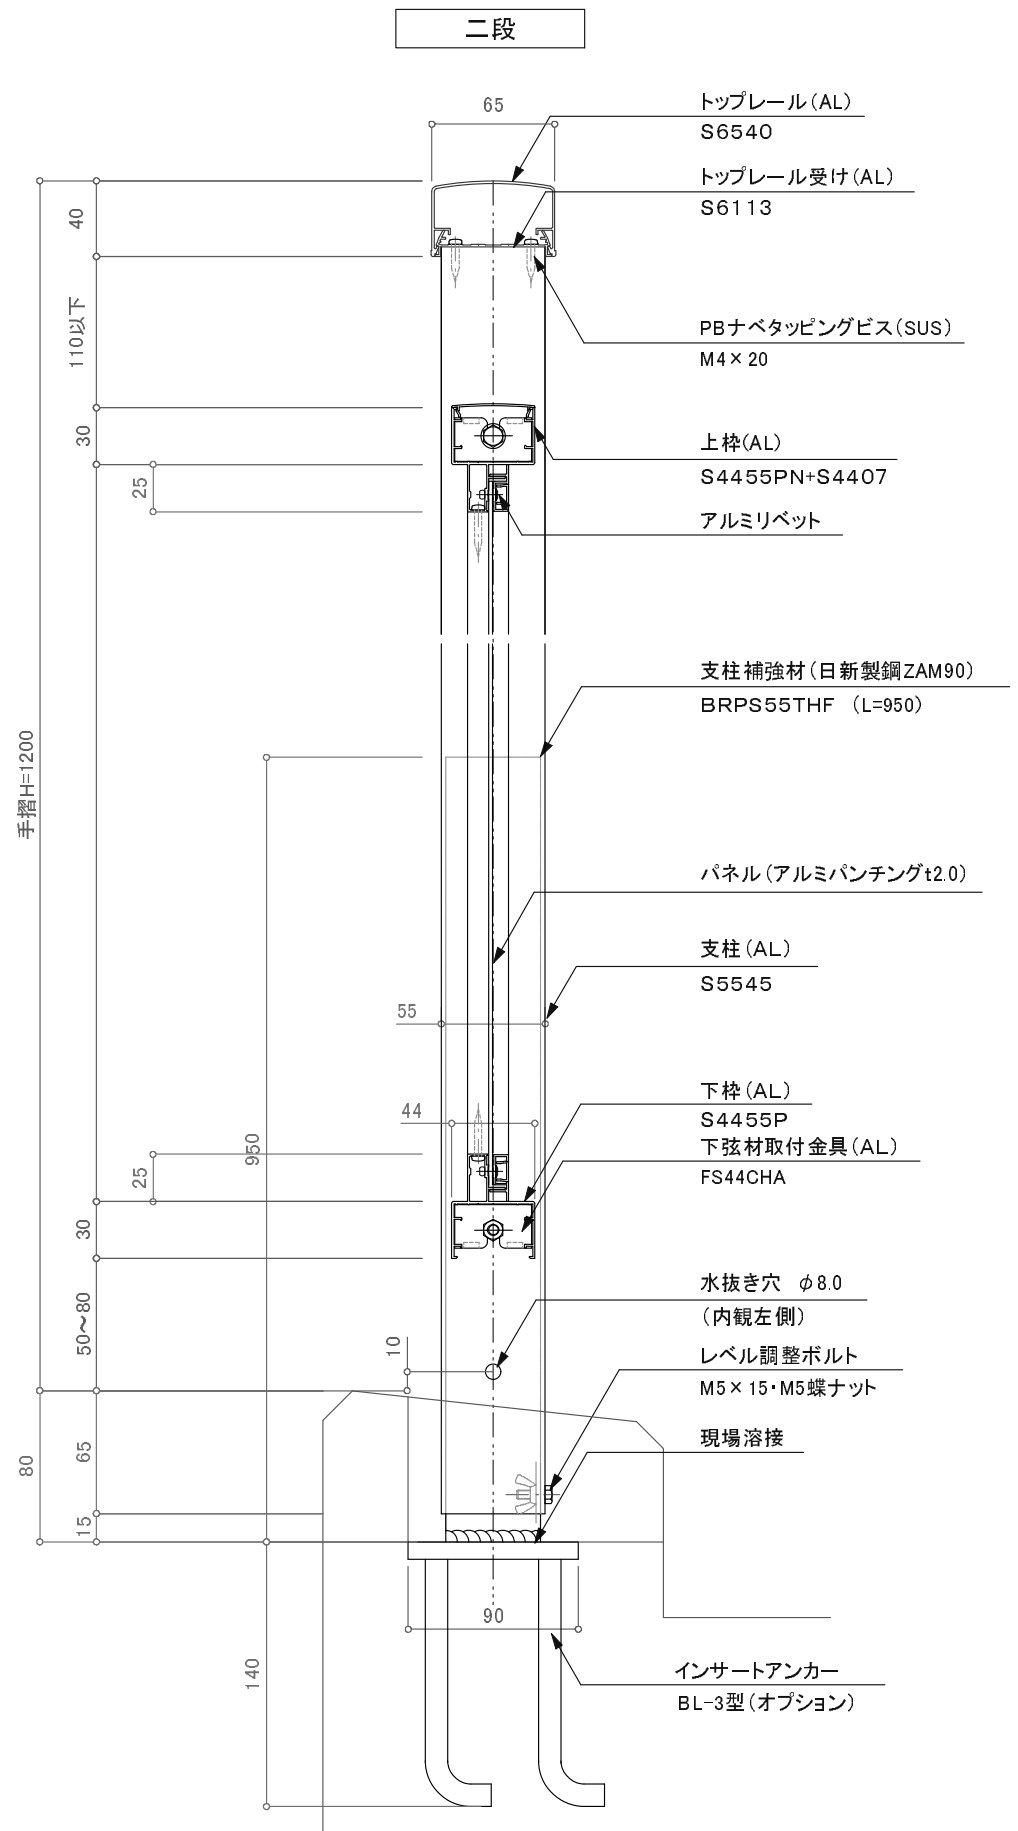 二段
65
トップレール(AL)
S6540
トップレール受け(AL)
S6113
40
110以下
PBナベタッピングビス(SUS)
M4×20
30
上枠(AL)
S4455PN+S4407
25
アルミリベット
支柱補強材(日新製鋼ZAM90)
BRPS55THF (L=950)
手摺H=1200
パネル(アルミパンチングt2.0)
支柱(AL)
S5545
55
下枠(AL)
S4455P
44
下弦材取付金具(AL)
FS44CHA
950
25
30
水抜き穴 φ8.0
(内観左側)
50〜80
10
レベル調整ボルト
M5×15・M5蝶ナット
現場溶接
80
65
15
90
インサートアンカー
BL-3型(オプション)
140